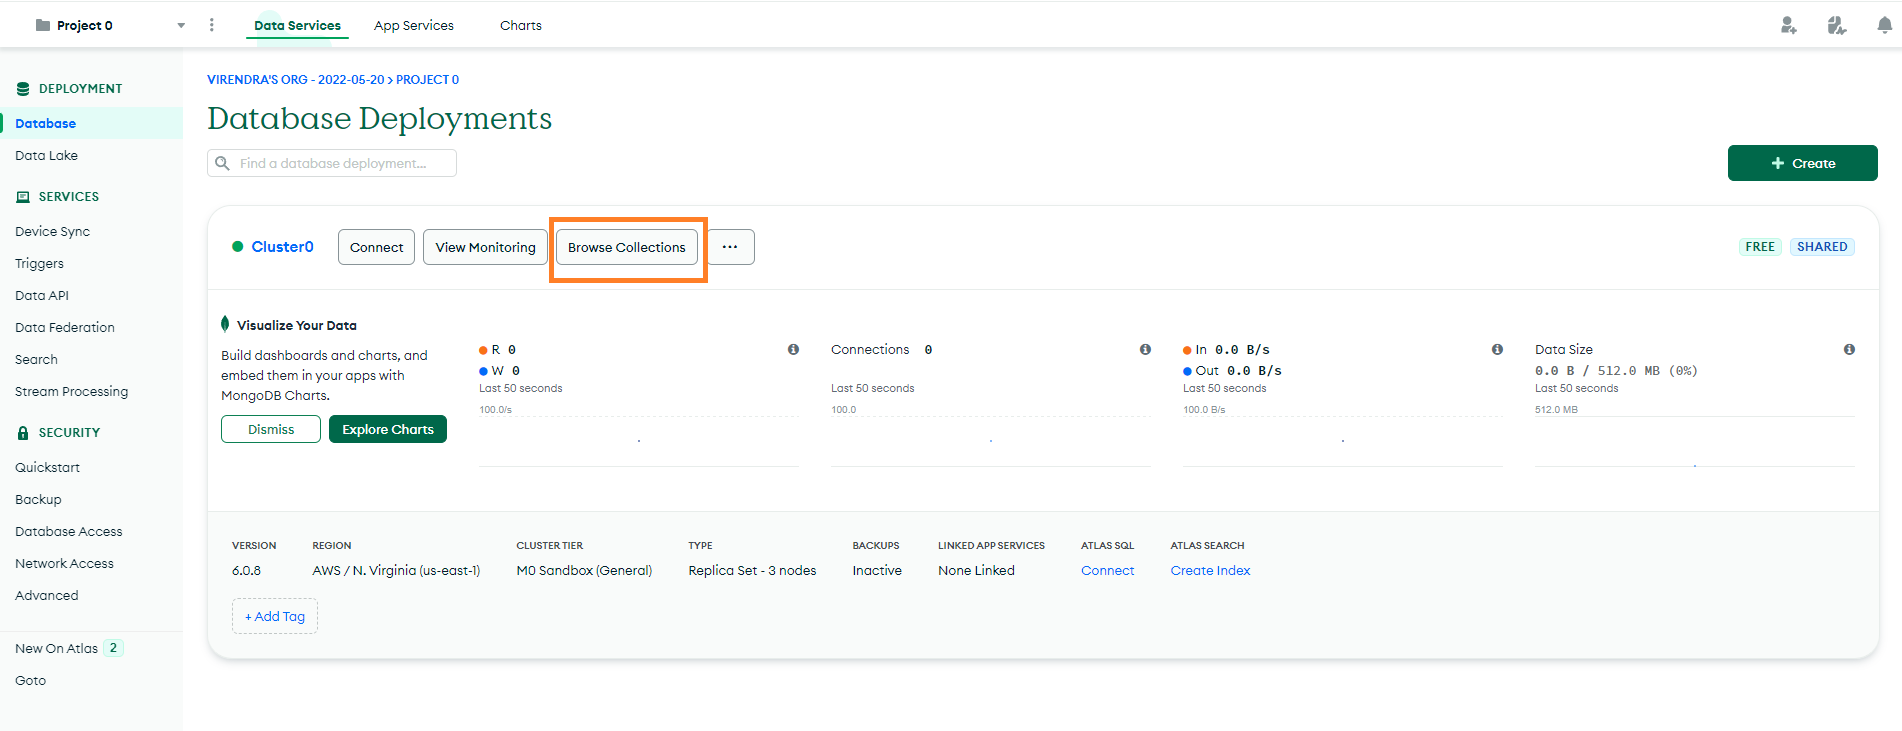 Project 0
Data Services
App Services
Charts
DEPLOYMENT
Database
Data Lake
SERVICES
Device Sync
Triggers
Data API
Data Federation
Search
Stream Processing
SECURITY
Quickstart
Backup
Database Access
Network Access
Advanced
New On Atlas 2
Goto
VIRENDRA'S ORG - 2022-05-20 > PROJECT 0
Database Deployments
Find a database deployment...
+ Create
Cluster0
Connect
View Monitoring
Browse Collections
...
FREE
SHARED
Visualize Your Data
Build dashboards and charts, and
embed them in your apps with
MongoDB Charts.
Dismiss
Explore Charts
R 0
W 0
Last 50 seconds
100.0/s
Connections 0
Last 50 seconds
100.0
In 0.0 B/s
Out 0.0 B/s
Last 50 seconds
100.0 B/s
Data Size
0.0 B / 512.0 MB (0%)
Last 50 seconds
512.0 MB
VERSION
6.0.8
REGION
AWS / N. Virginia (us-east-1)
CLUSTER TIER
M0 Sandbox (General)
TYPE
Replica Set - 3 nodes
BACKUPS
Inactive
LINKED APP SERVICES
None Linked
ATLAS SQL
Connect
ATLAS SEARCH
Create Index
+ Add Tag